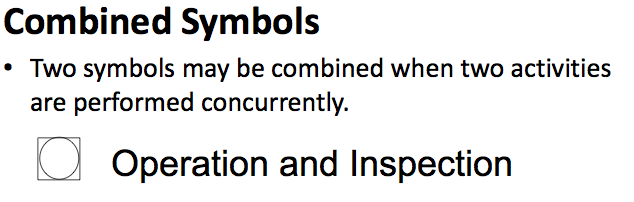 Combined Symbols
• Two symbols may be combined when two activities
are performed concurrently.
Operation and Inspection